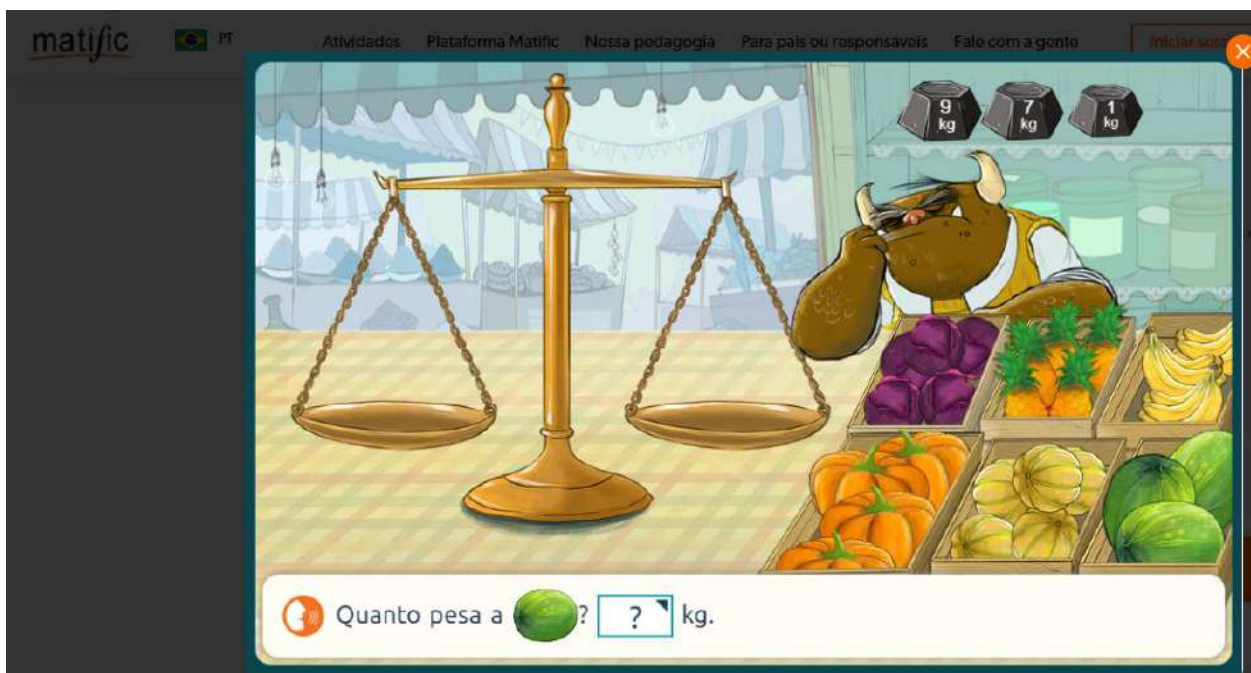 matific
PT
Atividades Plataforma Matific Nossa pedagogia Para pais ou responsáveis Fale com a gente
×
9 kg
7 kg
1 kg
Quanto pesa a ? ? kg.